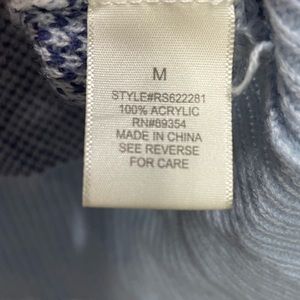 M
STYLE#RS622281
100% ACRYLIC
RN#89354
MADE IN CHINA
SEE REVERSE
FOR CARE